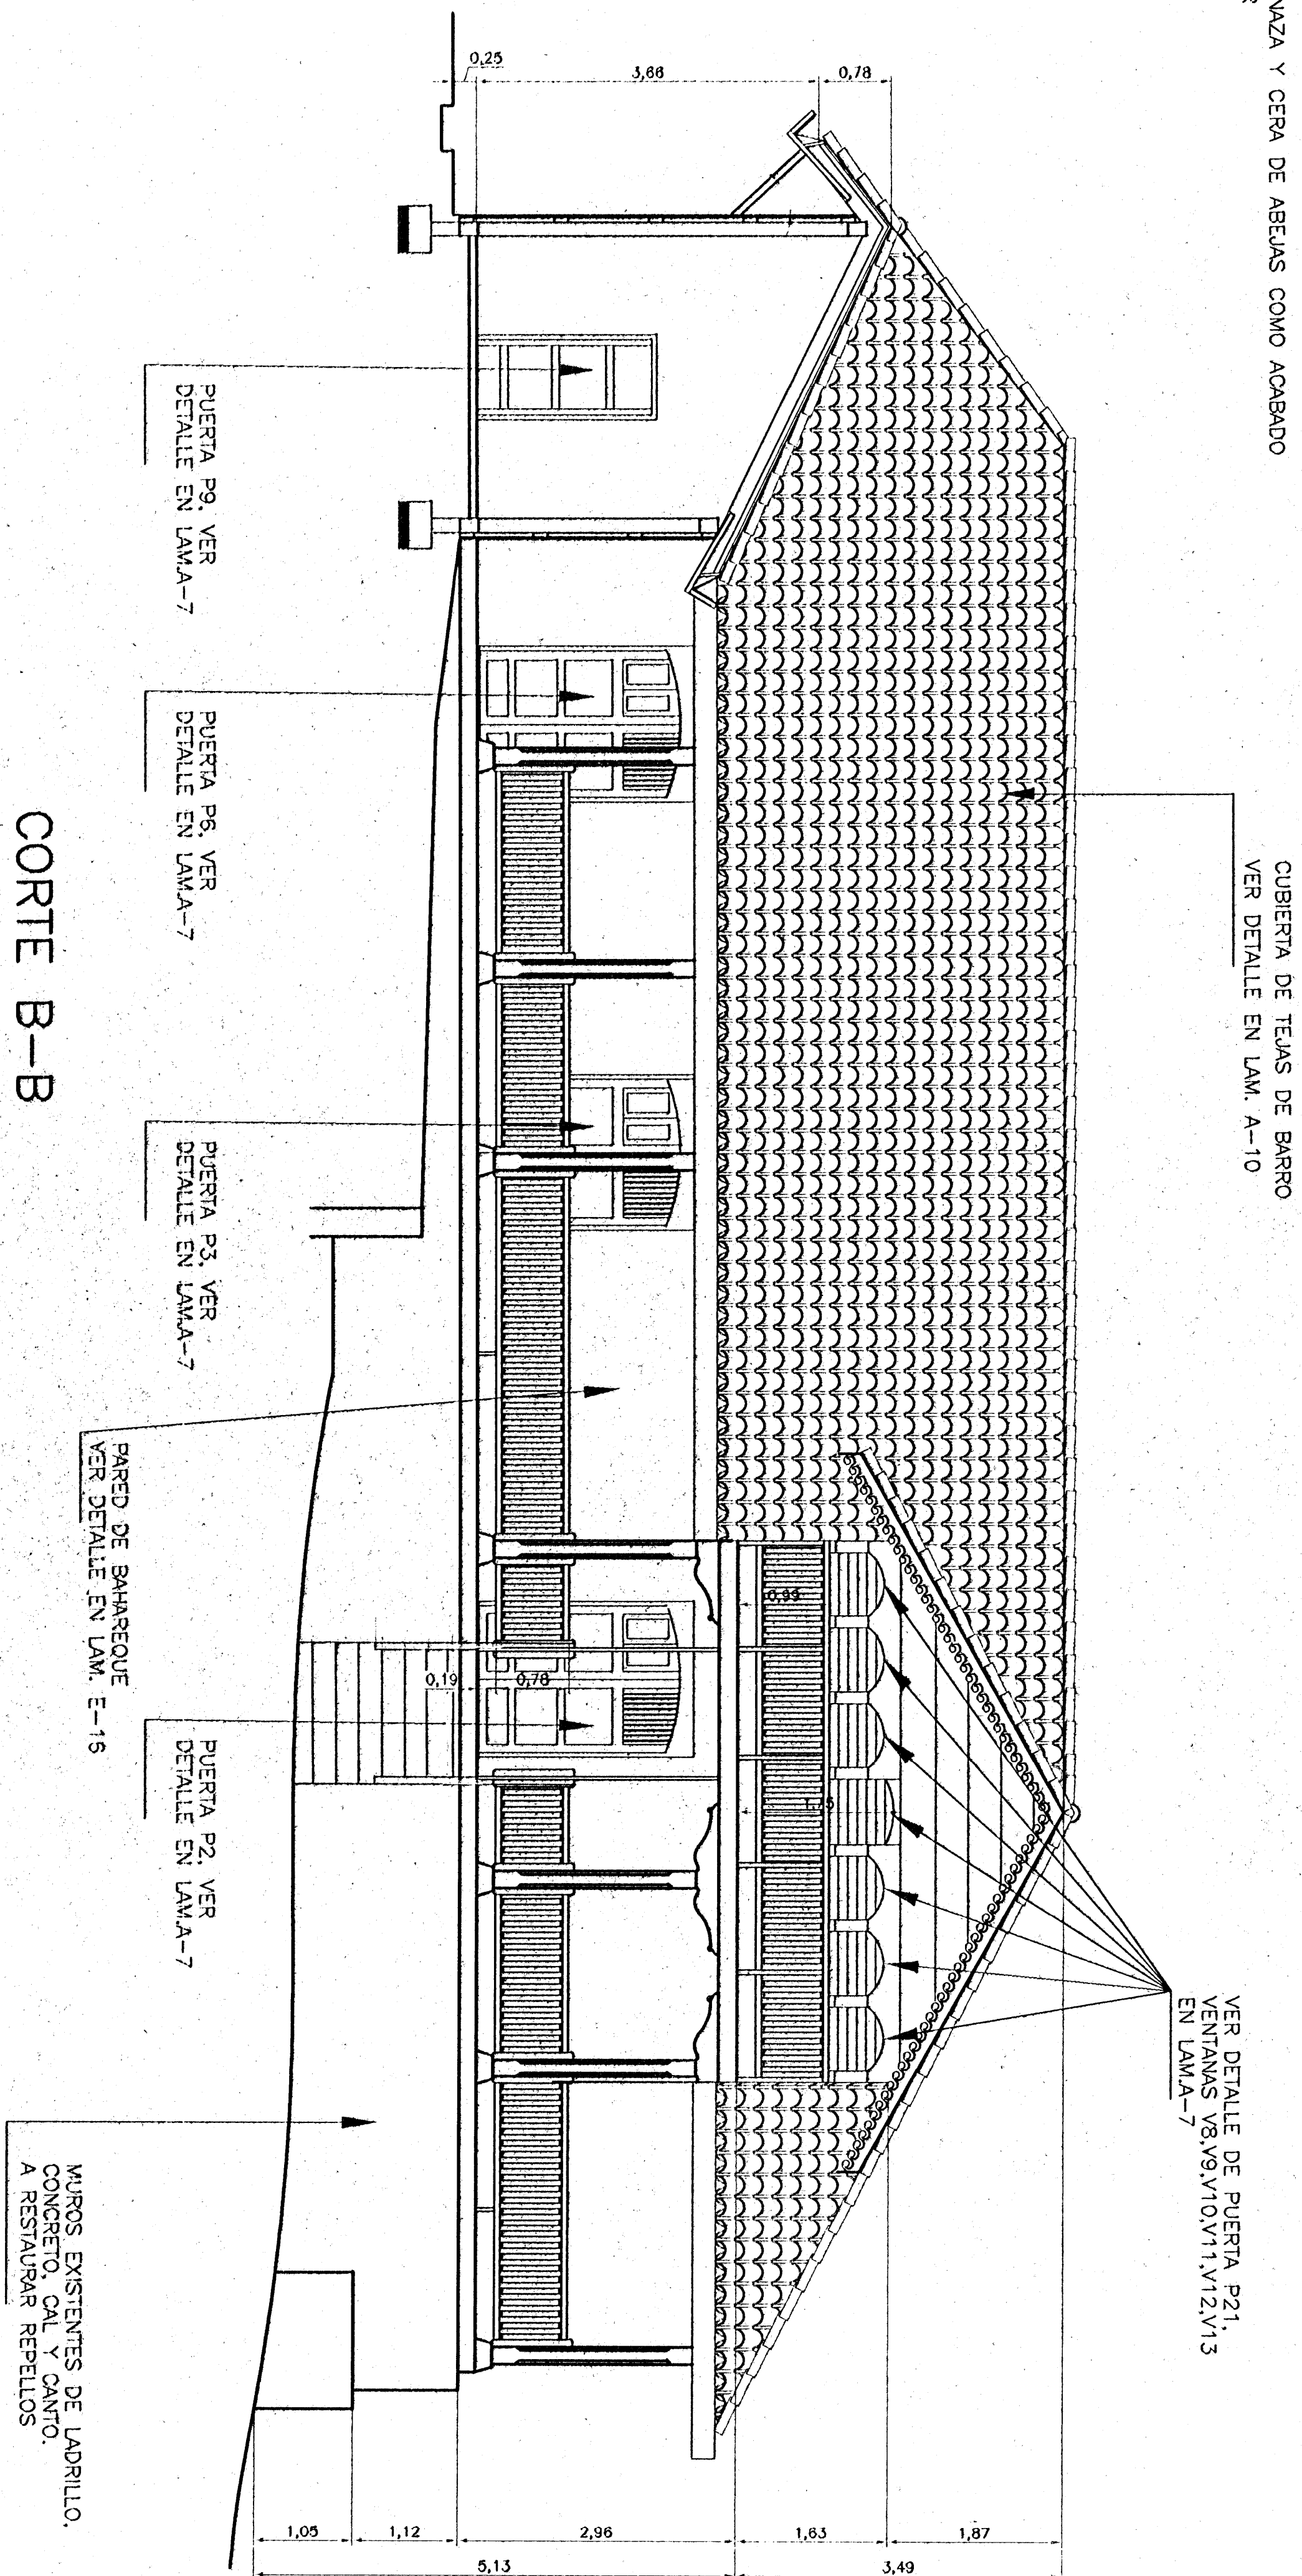 NAZA Y CERA DE ABEJAS COMO ACABADO
R
CUBIERTA DE TEJAS DE BARRO
VER DETALLE EN LAM. A-10
VER DETALLE DE PUERTA P21,
VENTANAS V8,V9,V10,V11,V12,V13
EN LAM.A-7
0,25
3,66
0,78
0,99
1,75
0,19
0,78
1,05
1,12
2,96
1,63
1,87
5,13
3,49
PUERTA P9, VER
DETALLE EN LAM.A-7
PUERTA P6, VER
DETALLE EN LAM.A-7
PUERTA P3, VER
DETALLE EN LAM.A-7
PARED DE BAHAREQUE
VER DETALLE EN LAM. E-16
PUERTA P2, VER
DETALLE EN LAM.A-7
MUROS EXISTENTES DE LADRILLO,
CONCRETO, CAL Y CANTO.
A RESTAURAR REPELLOS
CORTE B-B